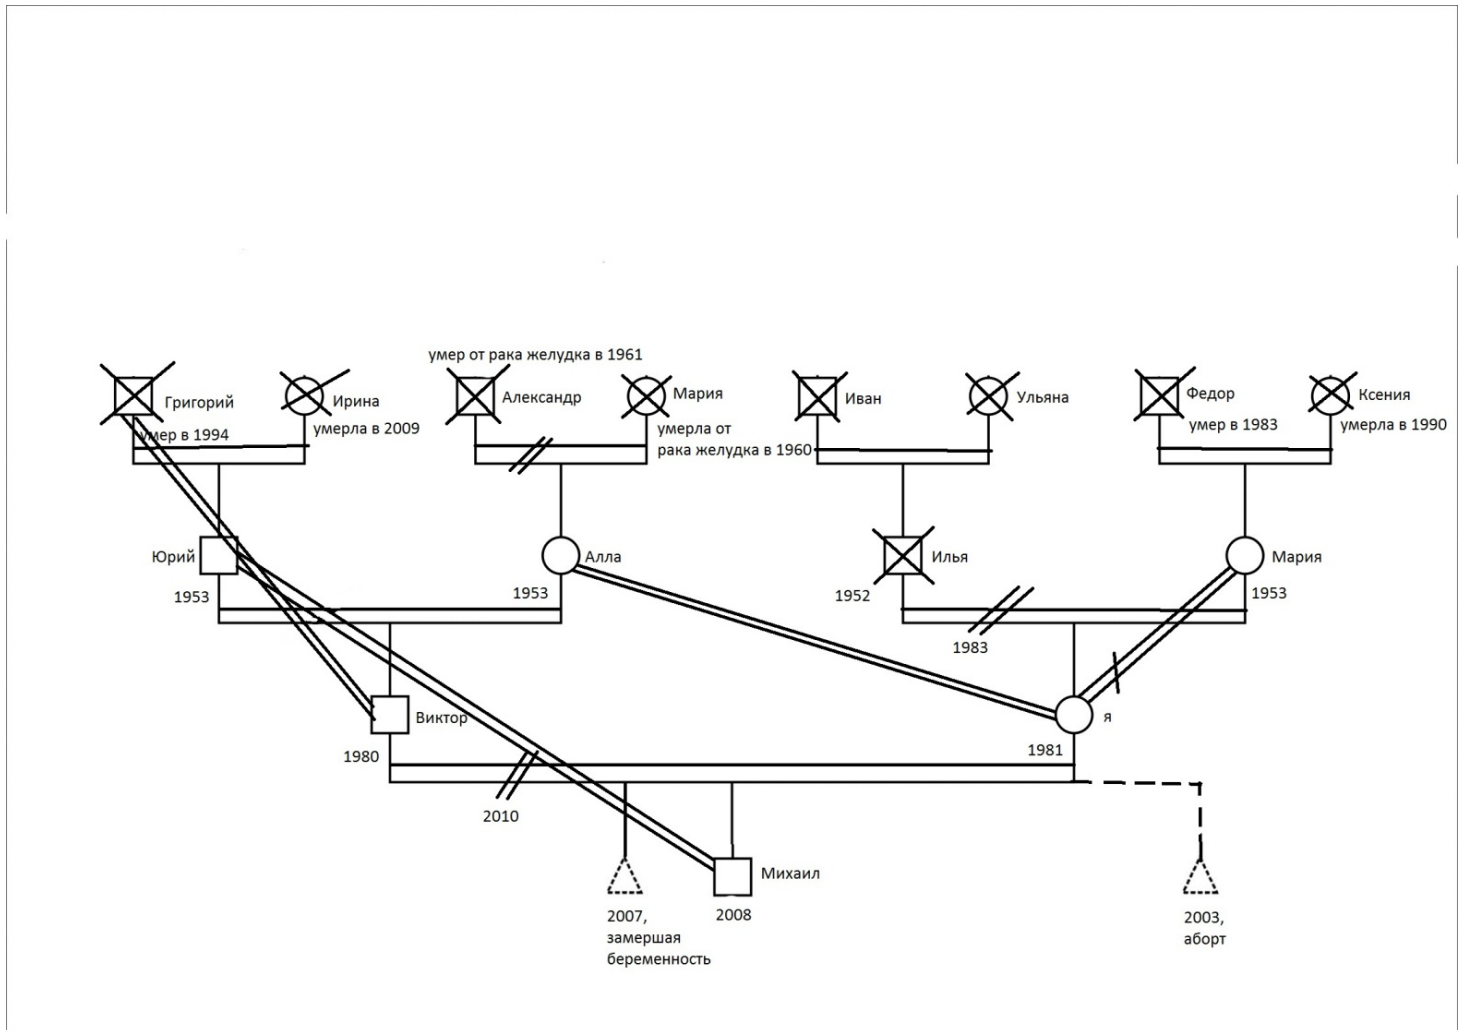 умер от рака желудка в 1961
Григорий
умер в 1994
Ирина
умерла в 2009
Александр
Мария
умерла от
рака желудка в 1960
Иван
Ульяна
Федор
умер в 1983
Ксения
умерла в 1990
Юрий
1953
Алла
1953
Илья
1952
Мария
1953
1983
Виктор
1980
я
1981
2010
Михаил
2008
2007,
замершая
беременность
2003,
аборт